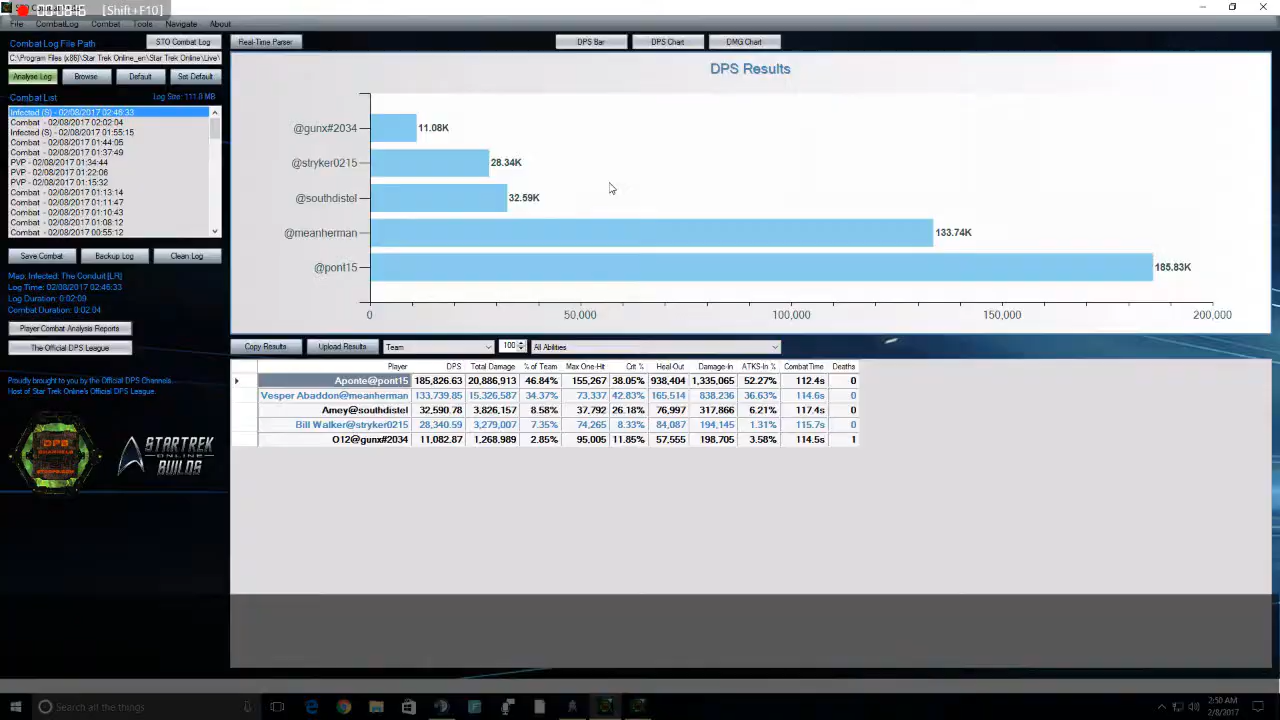 [Shift+F10]
File CombatLog Combat Tools Navigate About
Combat Log File Path STO Combat Log Real-Time Parser DPS Bar DPS Chart DMG Chart
C:\Program Files (x86)\Star Trek Online_en\Star Trek Online\Live\
Analyse Log Browse Default Set Default
Combat List Log Size: 111.0 MB
Infected (S) - 02/08/2017 02:46:33
Combat - 02/08/2017 02:02:04
Infected (S) - 02/08/2017 01:55:15
Combat - 02/08/2017 01:44:05
Combat - 02/08/2017 01:37:49
PVP - 02/08/2017 01:34:44
PVP - 02/08/2017 01:22:06
PVP - 02/08/2017 01:15:32
Combat - 02/08/2017 01:13:14
Combat - 02/08/2017 01:11:47
Combat - 02/08/2017 01:10:43
Combat - 02/08/2017 01:08:12
Combat - 02/08/2017 00:55:12
Save Combat Backup Log Clean Log
Map: Infected: The Conduit [LR]
Log Time: 02/08/2017 02:46:33
Log Duration: 0:02:09
Combat Duration: 0:02:04
Player Combat Analysis Reports
The Official DPS League
Proudly brought to you by the Official DPS Channels.
Host of Star Trek Online's Official DPS League.
DPS
CHANNELS
STARTREK
ONLINE
BUILDS
DPS Results
@gunx#2034 11.08K
@stryker0215 28.34K
@southdistel 32.59K
@meanherman 133.74K
@pont15 185.83K
0 50,000 100,000 150,000 200,000
Copy Results Upload Results Team 100 All Abilities
Player DPS Total Damage % of Team Max One-Hit Crit % Heal-Out Damage-In ATKS-In % CombatTime Deaths
Aponte@pont15 185,826.63 20,886,913 46.84% 155,267 38.05% 938,404 1,335,065 52.27% 112.4s 0
Vesper Abaddon@meanherman 133,739.85 15,326,587 34.37% 73,337 42.83% 165,514 838,236 36.63% 114.6s 0
Amey@southdistel 32,590.78 3,826,157 8.58% 37,792 26.18% 76,997 317,866 6.21% 117.4s 0
Bill Walker@stryker0215 28,340.59 3,279,007 7.35% 74,265 8.33% 84,087 194,145 1.31% 115.7s 0
O12@gunx#2034 11,082.87 1,268,989 2.85% 95,005 11.85% 57,555 198,705 3.58% 114.5s 1
Search all the things
2:50 AM
2/8/2017